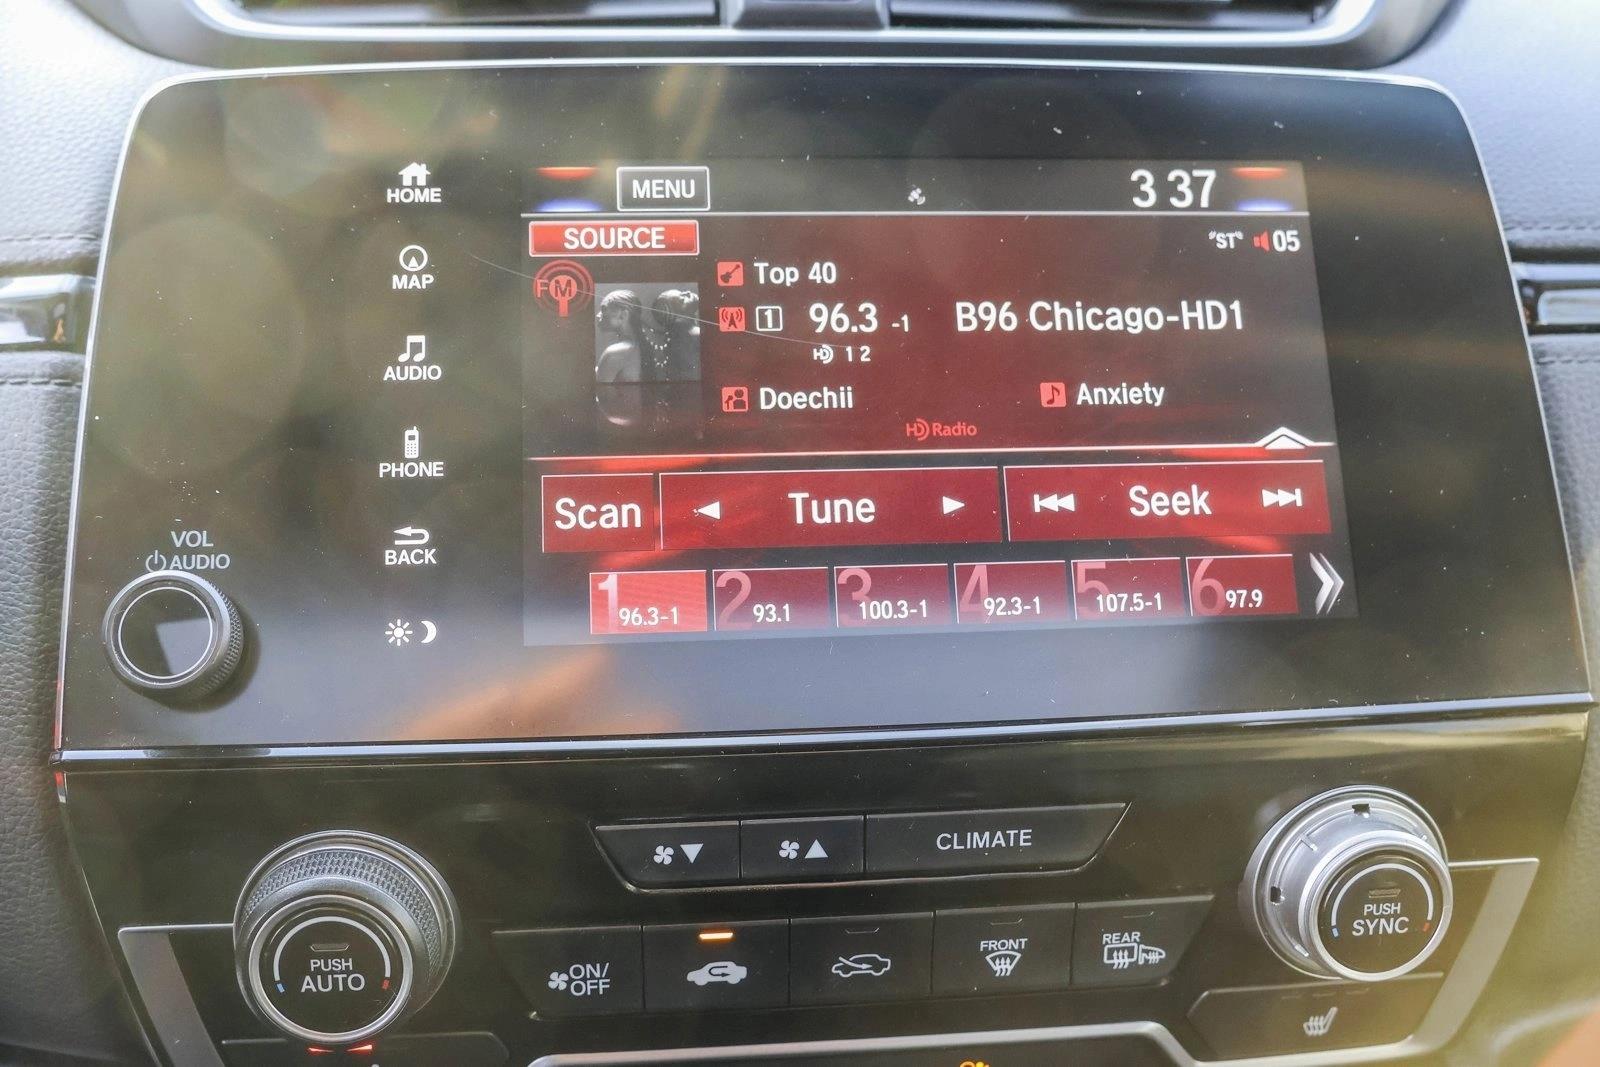 HOME
MAP
AUDIO
PHONE
BACK
VOL
AUDIO
MENU
3 37
SOURCE
"ST" 05
FM
Top 40
1 96.3 -1 B96 Chicago-HD1
HD 1 2
Doechii Anxiety
HD Radio
Scan Tune Seek
1 96.3-1 2 93.1 3 100.3-1 4 92.3-1 5 107.5-1 6 97.9
CLIMATE
PUSH
AUTO
ON/
OFF
FRONT
REAR
PUSH
SYNC